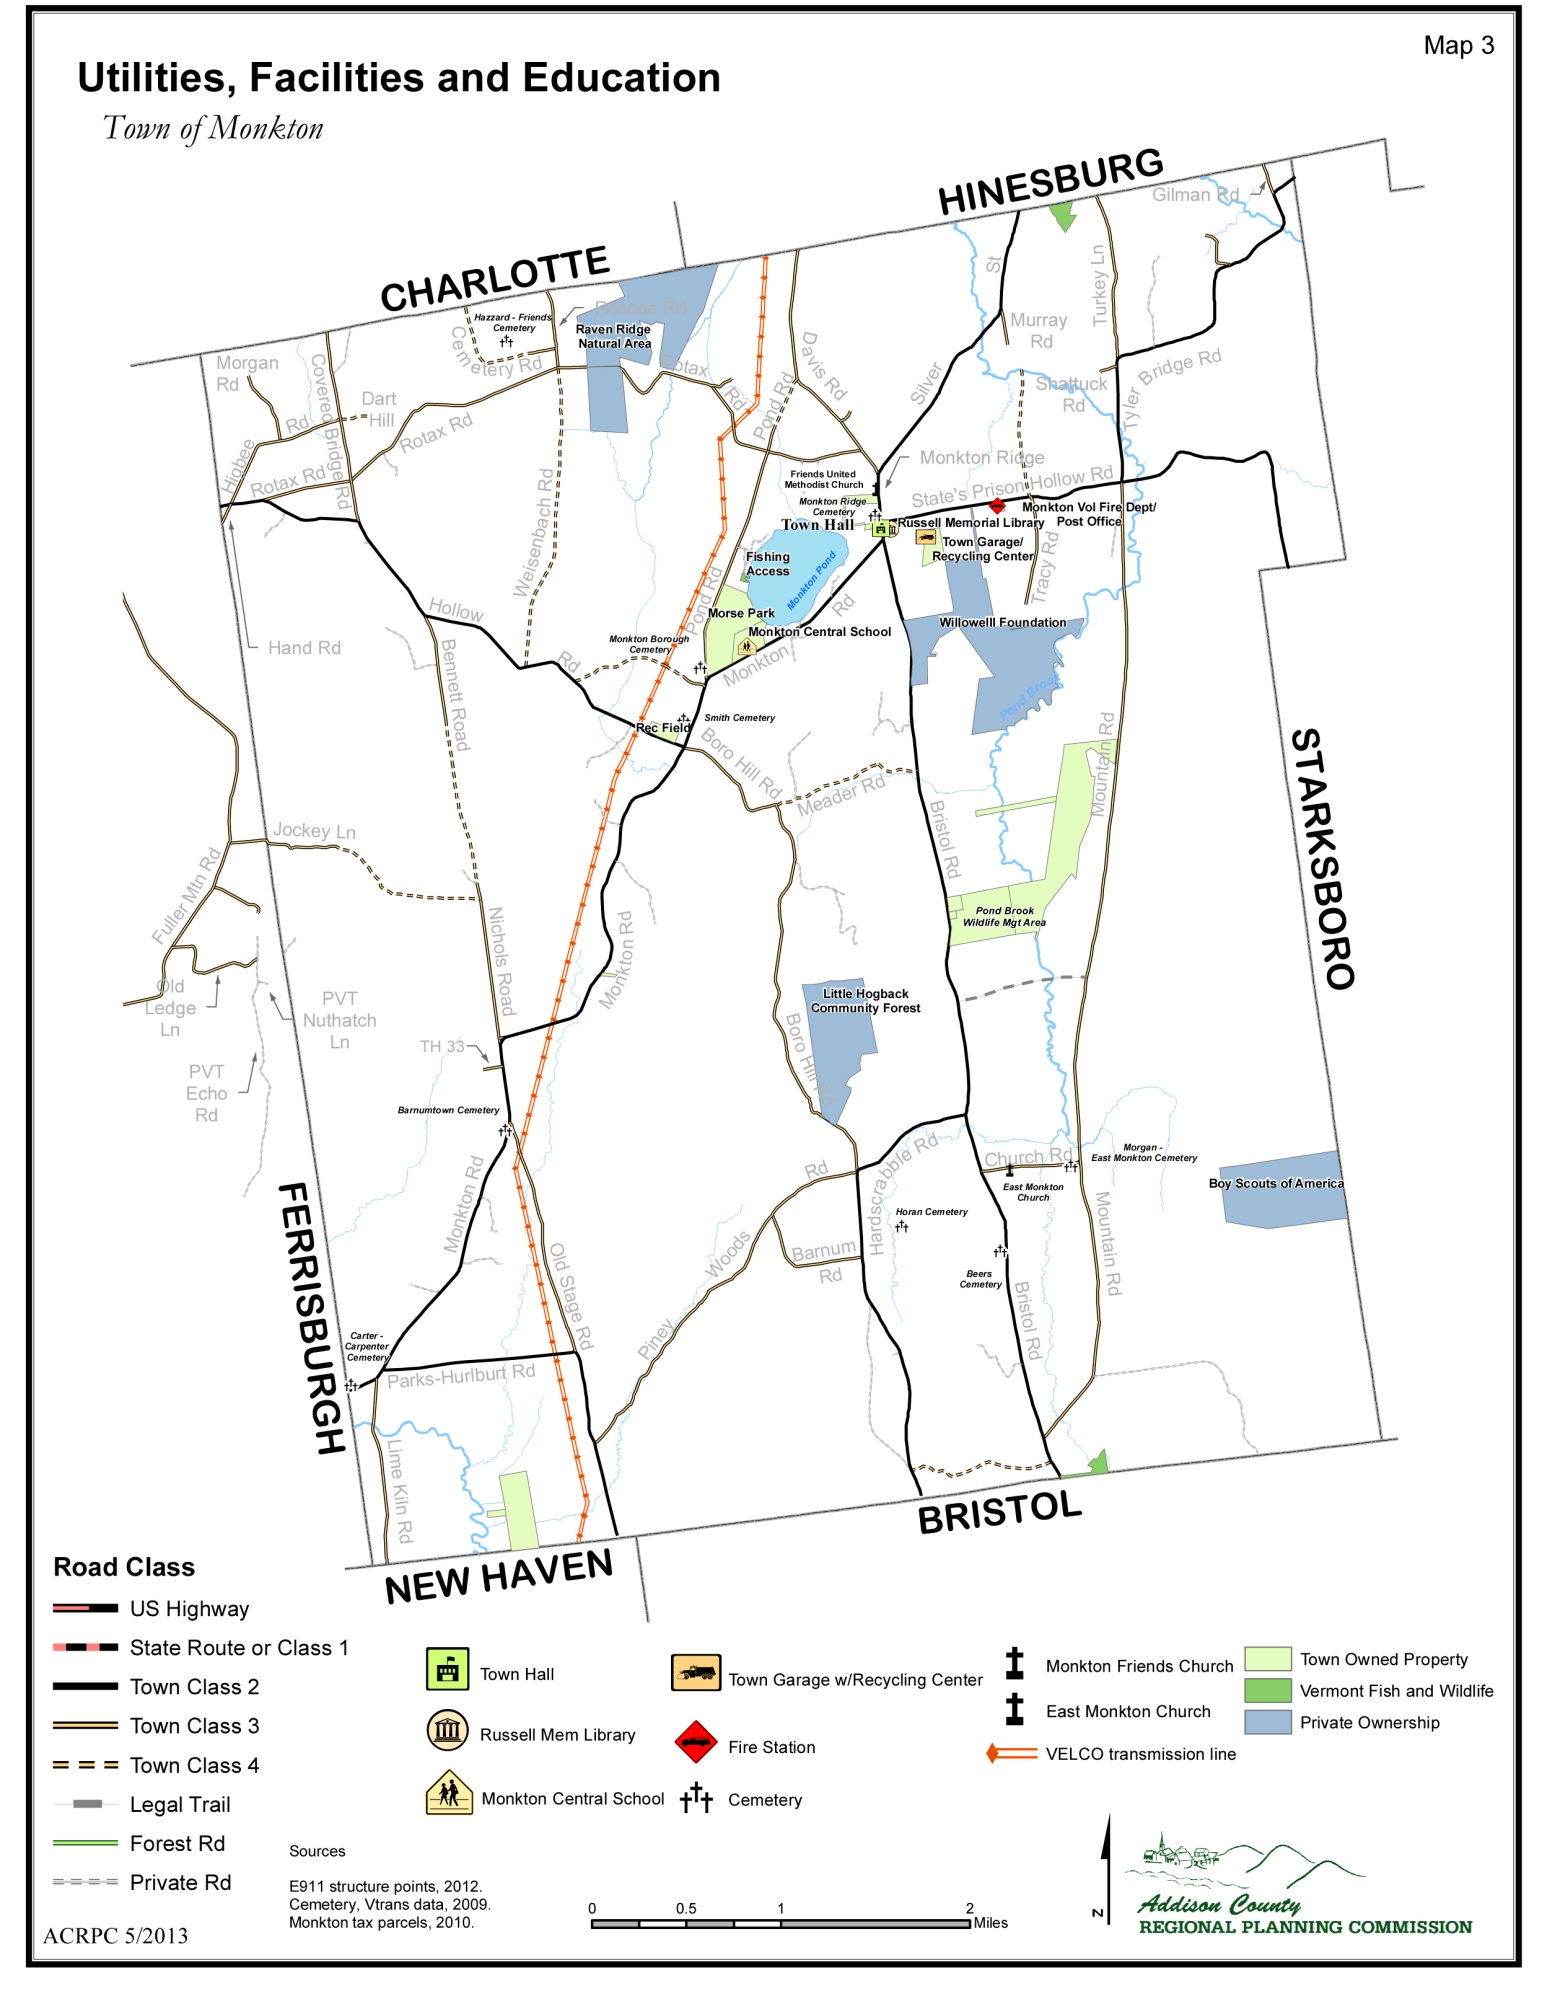 Map 3
Utilities, Facilities and Education
Town of Monkton
HINESBURG
Gilman Rd
CHARLOTTE
St
Turkey Ln
Roscoe Rd
Hazzard - Friends
Cemetery
Raven Ridge
Natural Area
Cemetery Rd
Murray
Rd
Morgan
Rd
Covered Bridge Rd
Davis Rd
Rotax
Rd
Silver
Shattuck
Rd
Tyler Bridge Rd
Dart
Hill
Rd
Pond Rd
Rotax Rd
Higbee
Rotax Rd
Monkton Ridge
Friends United
Methodist Church
State's Prison Hollow Rd
Monkton Ridge
Cemetery
Monkton Vol Fire Dept/
Post Office
Town Hall
Russell Memorial Library
Weisenbach Rd
Town Garage/
Recycling Center
Fishing
Access
Monkton Pond
Tracy Rd
Pond Rd
Rd
Hollow
Morse Park
Willowelll Foundation
Monkton Central School
Hand Rd
Monkton Borough
Cemetery
Bennett Road
Rd
Monkton
Pond Brook
Smith Cemetery
Rec Field
Boro Hill Rd
Mountain Rd
STARKSBORO
Meader Rd
Jockey Ln
Bristol Rd
Fuller Mtn Rd
Pond Brook
Wildlife Mgt Area
Nichols Road
Monkton Rd
Old
Ledge
Ln
PVT
Nuthatch
Ln
Little Hogback
Community Forest
Boro Hill Rd
TH 33
PVT
Echo
Rd
Barnumtown Cemetery
Hardscrabble Rd
Church Rd
Morgan -
East Monkton Cemetery
Monkton Rd
Rd
East Monkton
Church
Boy Scouts of America
FERRISBURGH
Horan Cemetery
Mountain Rd
Old Stage Rd
Woods
Barnum
Rd
Beers
Cemetery
Bristol Rd
Carter -
Carpenter
Cemetery
Piney
Parks-Hurlburt Rd
Lime Kiln Rd
BRISTOL
NEW HAVEN
Road Class
US Highway
State Route or Class 1
Town Class 2
Town Class 3
Town Class 4
Legal Trail
Forest Rd
Private Rd
Town Hall
Russell Mem Library
Monkton Central School
Town Garage w/Recycling Center
Fire Station
Cemetery
Monkton Friends Church
East Monkton Church
VELCO transmission line
Town Owned Property
Vermont Fish and Wildlife
Private Ownership
Sources
E911 structure points, 2012.
Cemetery, Vtrans data, 2009.
Monkton tax parcels, 2010.
0 0.5 1 2
Miles
N
Addison County
REGIONAL PLANNING COMMISSION
ACRPC 5/2013